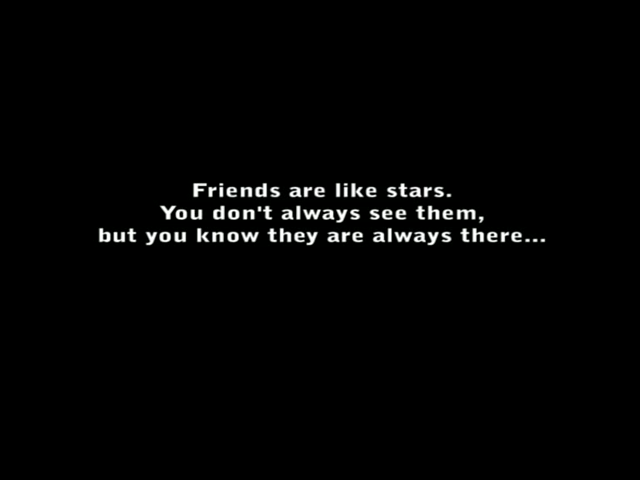 Friends are like stars.
You don't always see them,
but you know they are always there...